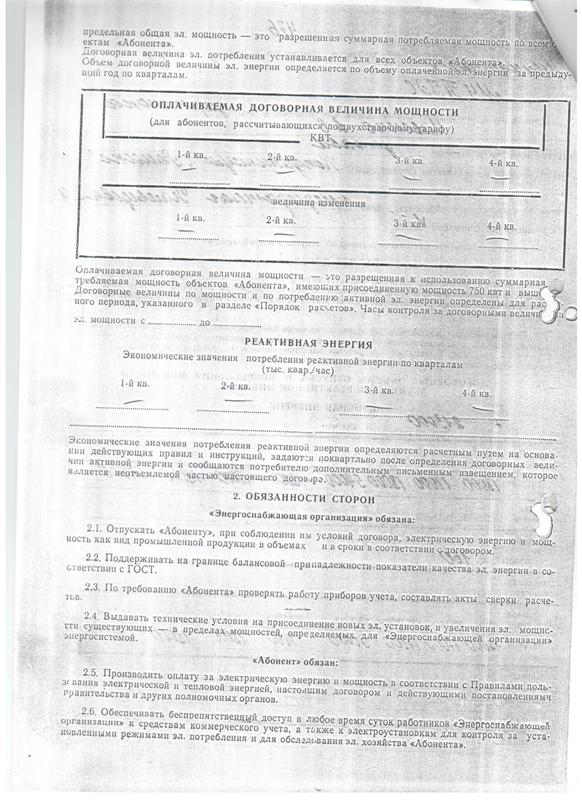 предельная общая эл. мощность — это разрешенная суммарная потребляемая мощность по всем
ектам «Абонента».
Договорная величина эл. потребления устанавливается для всех объектов «Абонента».
Объем договорной величины эл. энергии определяется по объему оплаченной эл. энергии за предыду-
щий год по кварталам.
ОПЛАЧИВАЕМАЯ ДОГОВОРНАЯ ВЕЛИЧИНА МОЩНОСТИ
(для абонентов, рассчитывающихся по двухставочному тарифу)
КВТ
1-й кв. 2-й кв. 3-й кв. 4-й кв.
величина изменения
1-й кв. 2-й кв. 3-й кв. 4-й кв.
Оплачиваемая договорная величина мощности — это разрешенная к использованию суммарная
требляемая мощность объектов «Абонента», имеющих присоединенную мощность 750 квт и выше.
Договорные величины по мощности и по потреблению активной эл. энергии определены для рас
ного периода, указанного в разделе «Порядок расчетов». Часы контроля за договорными величин
эл. мощности с до
РЕАКТИВНАЯ ЭНЕРГИЯ
Экономические значения потребления реактивной энергии по кварталам
(тыс. квар./час)
1-й кв. 2-й кв. 3-й кв. 4-й кв.
Экономические значения потребления реактивной энергии определяются расчетным путем на основа-
нии действующих правил и инструкций, задаются поквартально после определения договорных вели-
чин активной энергии и сообщаются потребителю дополнительным письменным извещением, которое
является неотъемлемой частью настоящего договора.
2. ОБЯЗАННОСТИ СТОРОН
«Энергоснабжающая организация» обязана:
2.1. Отпускать «Абоненту», при соблюдении им условий договора, электрическую энергию и мощ-
ность как вид промышленной продукции в объемах и в сроки в соответствии с договором.
2.2. Поддерживать на границе балансовой принадлежности показатели качества эл. энергии в со-
ответствии с ГОСТ.
2.3. По требованию «Абонента» проверять работу приборов учета, составлять акты сверки расче-
тов.
2.4. Выдавать технические условия на присоединение новых эл. установок, и увеличения эл. мощнос-
ти существующих — в пределах мощностей, определяемых для «Энергоснабжающей организации»
энергосистемой.
«Абонент» обязан:
2.5. Производить оплату за электрическую энергию и мощность в соответствии с Правилами поль-
зования электрической и тепловой энергией, настоящим договором и действующими постановлениями
правительства и других полномочных органов.
2.6. Обеспечивать беспрепятственный доступ в любое время суток работников «Энергоснабжающей
организации» к средствам коммерческого учета, а также к электроустановкам для контроля за уста-
новленными режимами эл. потребления и для обследования эл. хозяйства «Абонента».